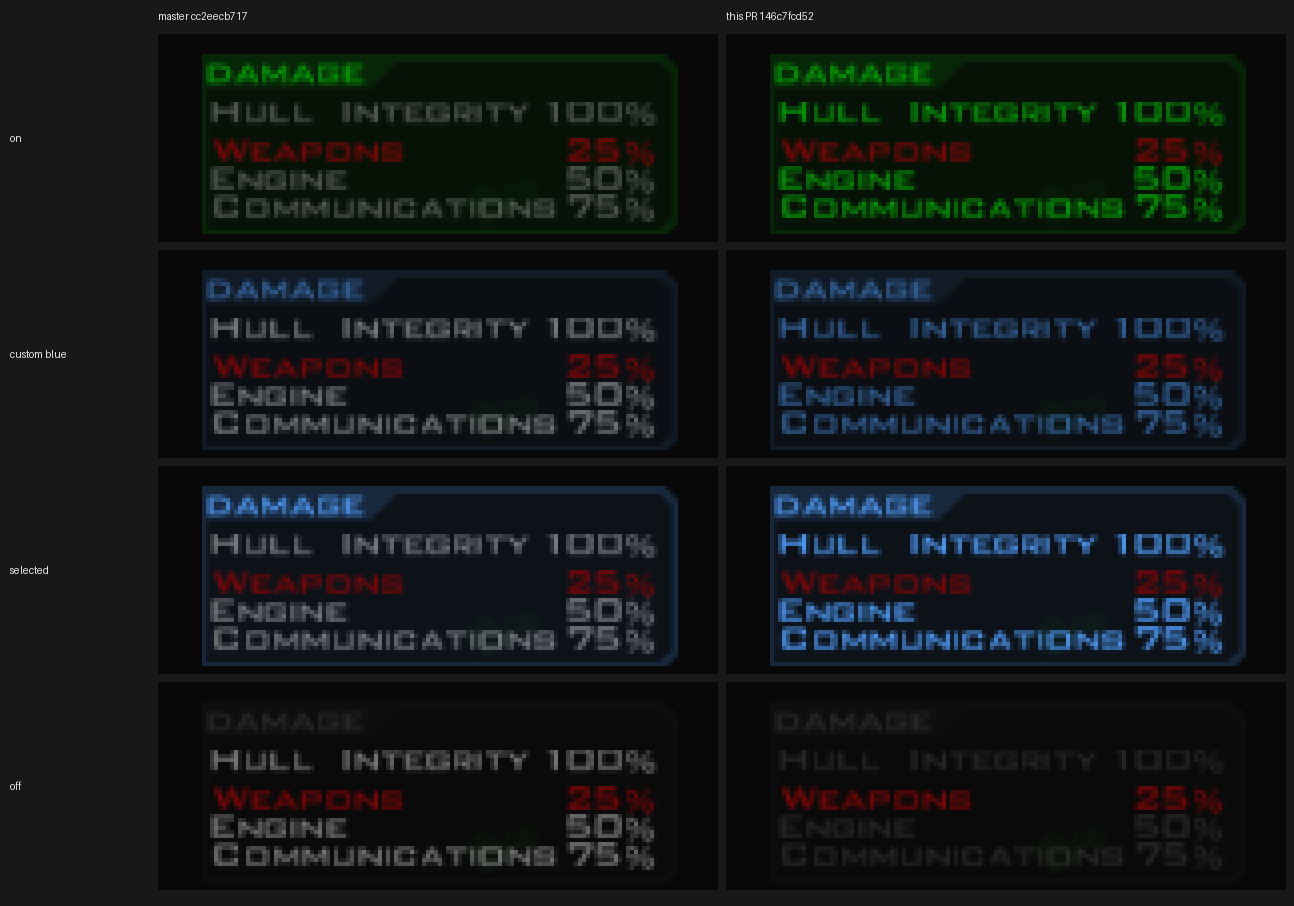 master cc2eecb717 this PR 146c7fcd52
on
DAMAGE DAMAGE
HULL INTEGRITY 100% HULL INTEGRITY 100%
WEAPONS 25% WEAPONS 25%
ENGINE 50% ENGINE 50%
COMMUNICATIONS 75% COMMUNICATIONS 75%
custom blue
DAMAGE DAMAGE
HULL INTEGRITY 100% HULL INTEGRITY 100%
WEAPONS 25% WEAPONS 25%
ENGINE 50% ENGINE 50%
COMMUNICATIONS 75% COMMUNICATIONS 75%
selected
DAMAGE DAMAGE
HULL INTEGRITY 100% HULL INTEGRITY 100%
WEAPONS 25% WEAPONS 25%
ENGINE 50% ENGINE 50%
COMMUNICATIONS 75% COMMUNICATIONS 75%
off
DAMAGE DAMAGE
HULL INTEGRITY 100% HULL INTEGRITY 100%
WEAPONS 25% WEAPONS 25%
ENGINE 50% ENGINE 50%
COMMUNICATIONS 75% COMMUNICATIONS 75%